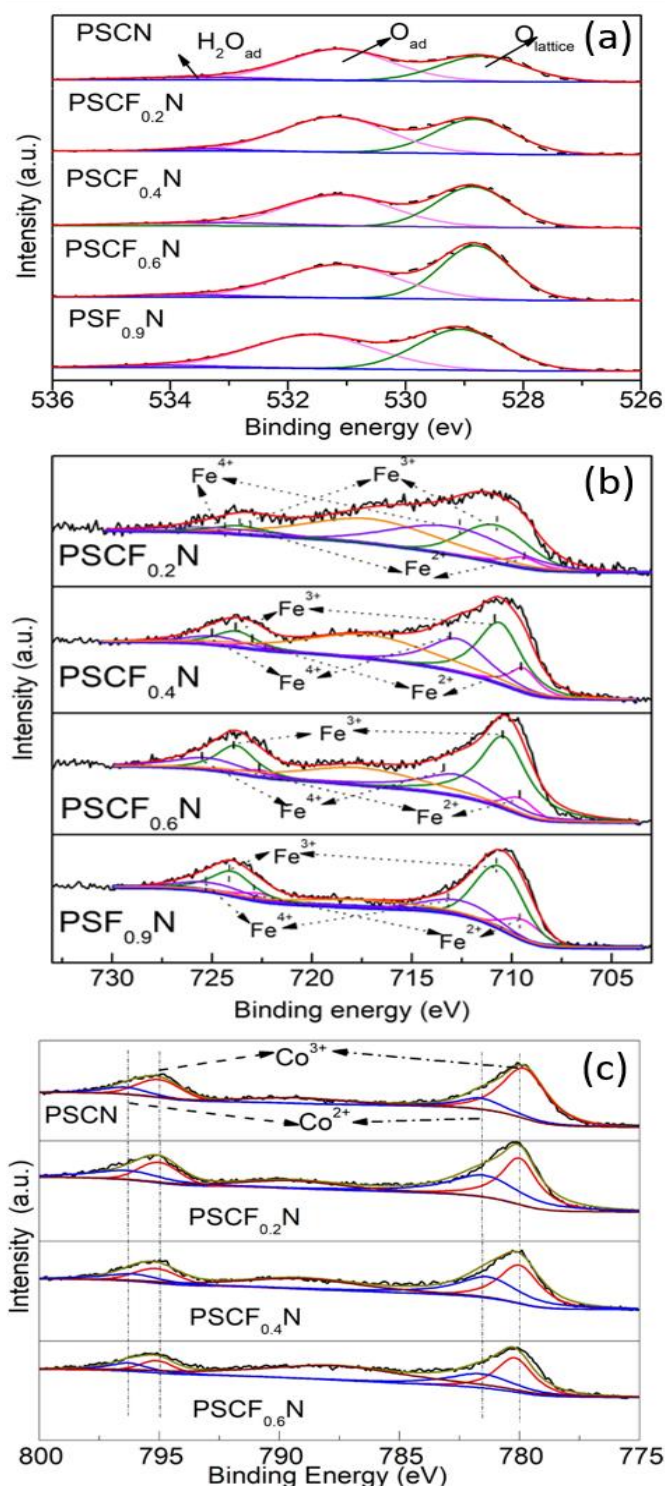 PSCN
H₂O_ad
O_ad
O_lattice
(a)
PSCF₀.₂N
PSCF₀.₄N
PSCF₀.₆N
PSF₀.₉N
Intensity (a.u.)
536 534 532 530 528 526
Binding energy (ev)
(b)
Fe⁴⁺ Fe³⁺
Fe²⁺
PSCF₀.₂N
Fe³⁺
Fe⁴⁺ Fe²⁺
PSCF₀.₄N
Fe³⁺
Fe⁴⁺ Fe²⁺
PSCF₀.₆N
Fe³⁺
Fe⁴⁺ Fe²⁺
PSF₀.₉N
Intensity (a.u.)
730 725 720 715 710 705
Binding energy (eV)
(c)
Co³⁺
PSCN
Co²⁺
PSCF₀.₂N
PSCF₀.₄N
PSCF₀.₆N
Intensity (a.u.)
800 795 790 785 780 775
Binding Energy (eV)